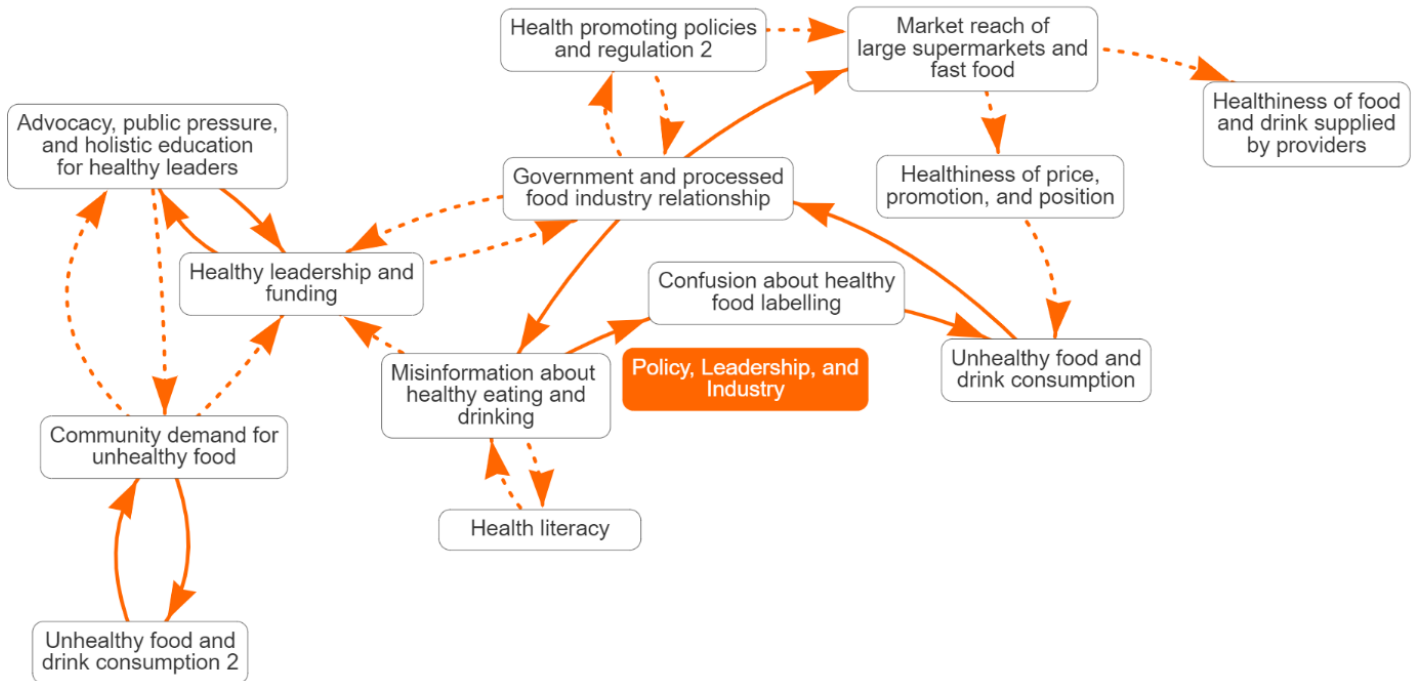 Health promoting policies
and regulation 2
Market reach of
large supermarkets and
fast food
Healthiness of food
and drink supplied
by providers
Advocacy, public pressure,
and holistic education
for healthy leaders
Government and processed
food industry relationship
Healthiness of price,
promotion, and position
Healthy leadership and
funding
Confusion about healthy
food labelling
Misinformation about
healthy eating and
drinking
Policy, Leadership, and
Industry
Unhealthy food and
drink consumption
Community demand for
unhealthy food
Health literacy
Unhealthy food and
drink consumption 2